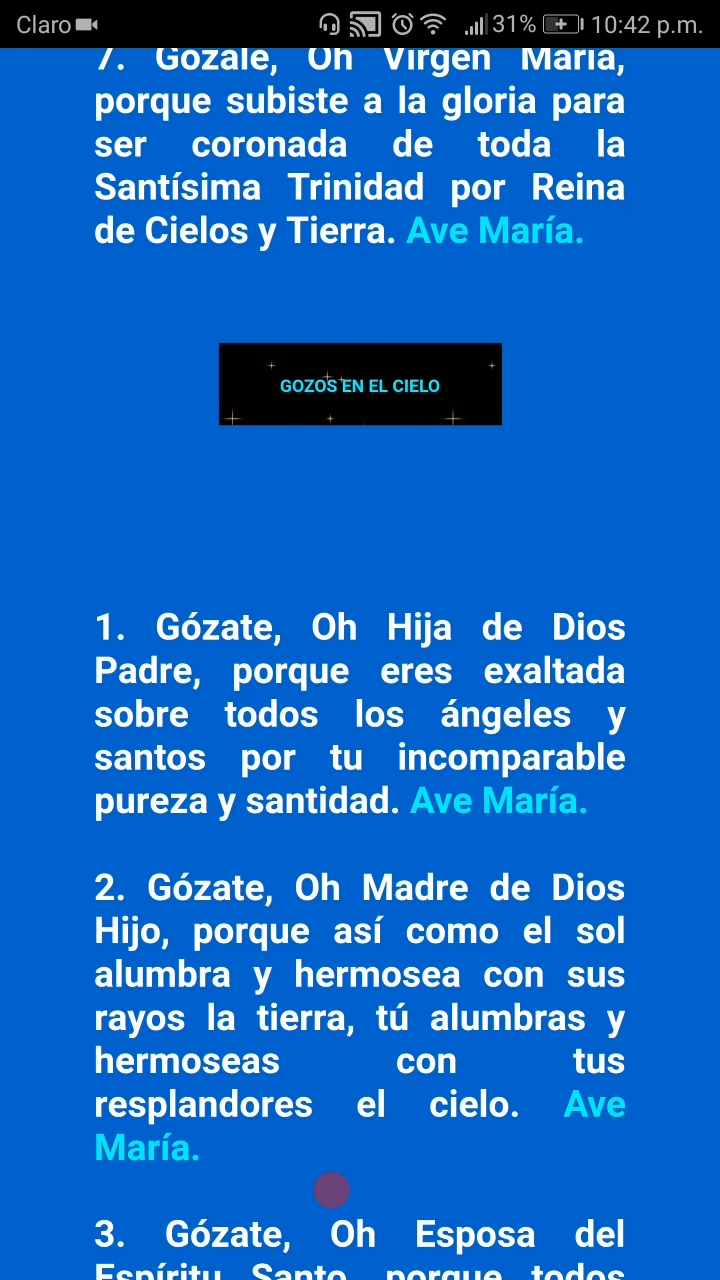 Claro 31% 10:42 p.m.
7. Gózate, Oh Virgen María,
porque subiste a la gloria para
ser coronada de toda la
Santísima Trinidad por Reina
de Cielos y Tierra. Ave María.
GOZOS EN EL CIELO
1. Gózate, Oh Hija de Dios
Padre, porque eres exaltada
sobre todos los ángeles y
santos por tu incomparable
pureza y santidad. Ave María.
2. Gózate, Oh Madre de Dios
Hijo, porque así como el sol
alumbra y hermosea con sus
rayos la tierra, tú alumbras y
hermoseas con tus
resplandores el cielo. Ave
María.
3. Gózate, Oh Esposa del
Espíritu Santo, porque todos